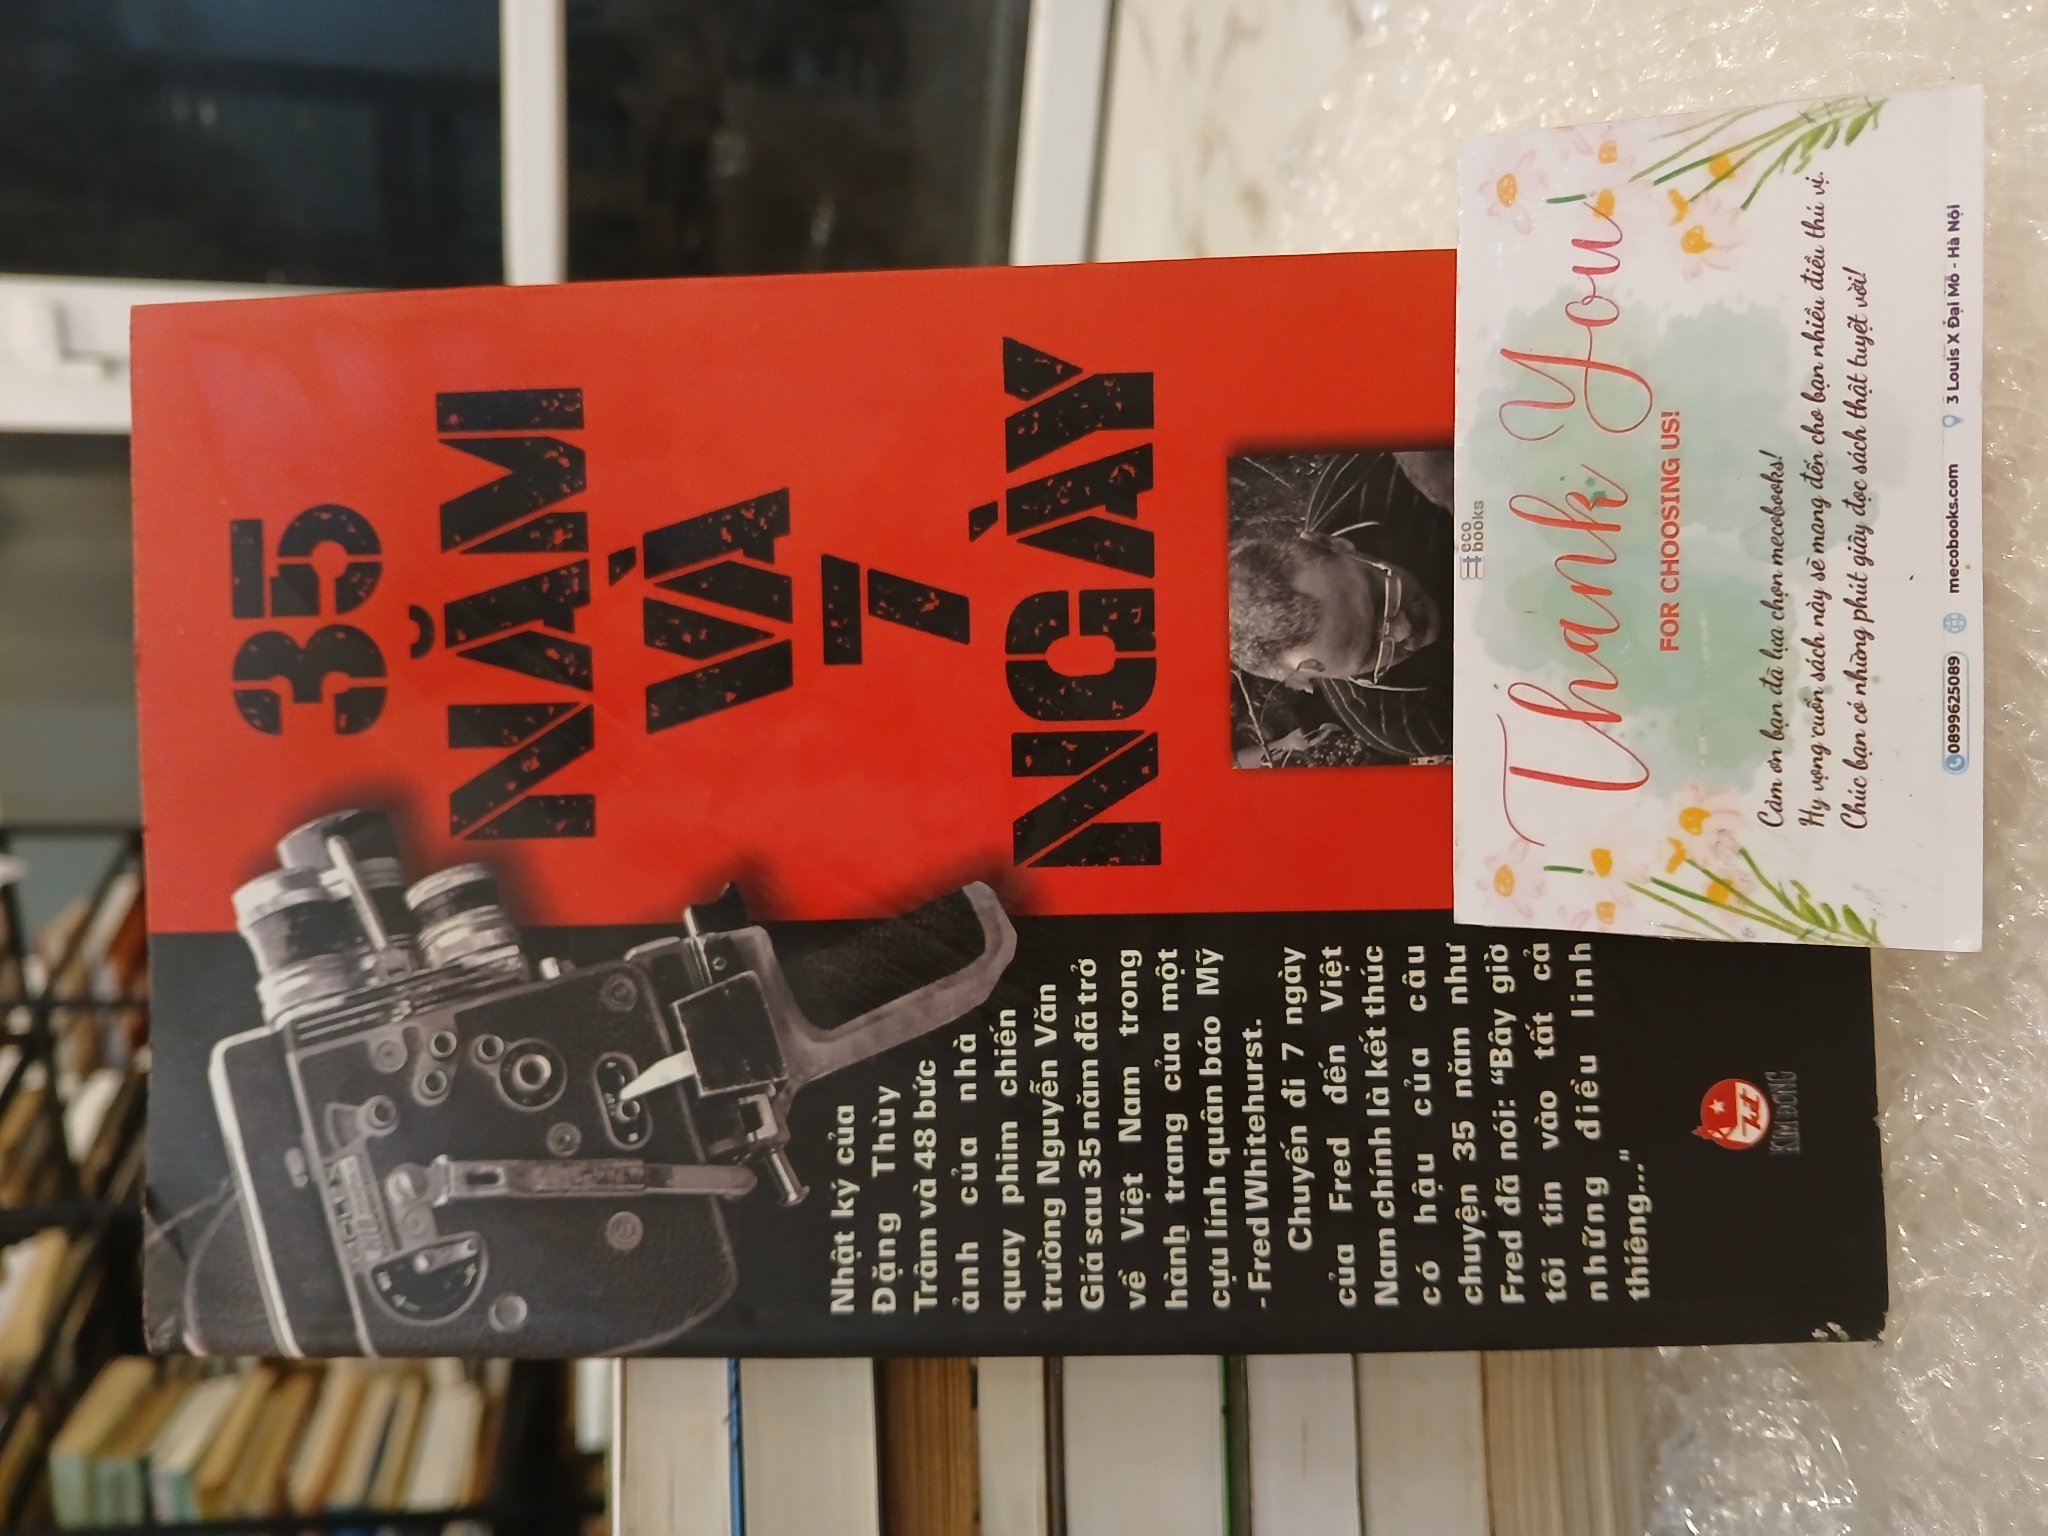 35
NĂM
VÀ
7
NGÀY
Nhật ký của
Đặng Thùy
Trâm và 48 bức
ảnh của nhà
quay phim chiến
trường Nguyễn Văn
Giá sau 35 năm đã trở
về Việt Nam trong
hành trang của một
cựu lính quân báo Mỹ
- Fred Whitehurst.
Chuyến đi 7 ngày
của Fred đến Việt
Nam chính là kết thúc
có hậu của câu
chuyện 35 năm như
Fred đã nói: “Bây giờ
tôi tin vào tất cả
những điều linh
thiêng...”
KIM ĐỒNG
eco
books
Thank You
FOR CHOOSING US!
Cảm ơn bạn đã lựa chọn mecobooks!
Hy vọng cuốn sách này sẽ mang đến cho bạn nhiều điều thú vị.
Chúc bạn có những phút giây đọc sách thật tuyệt vời!
0899625089 mecobooks.com 3 Louis X Đại Mỗ - Hà Nội